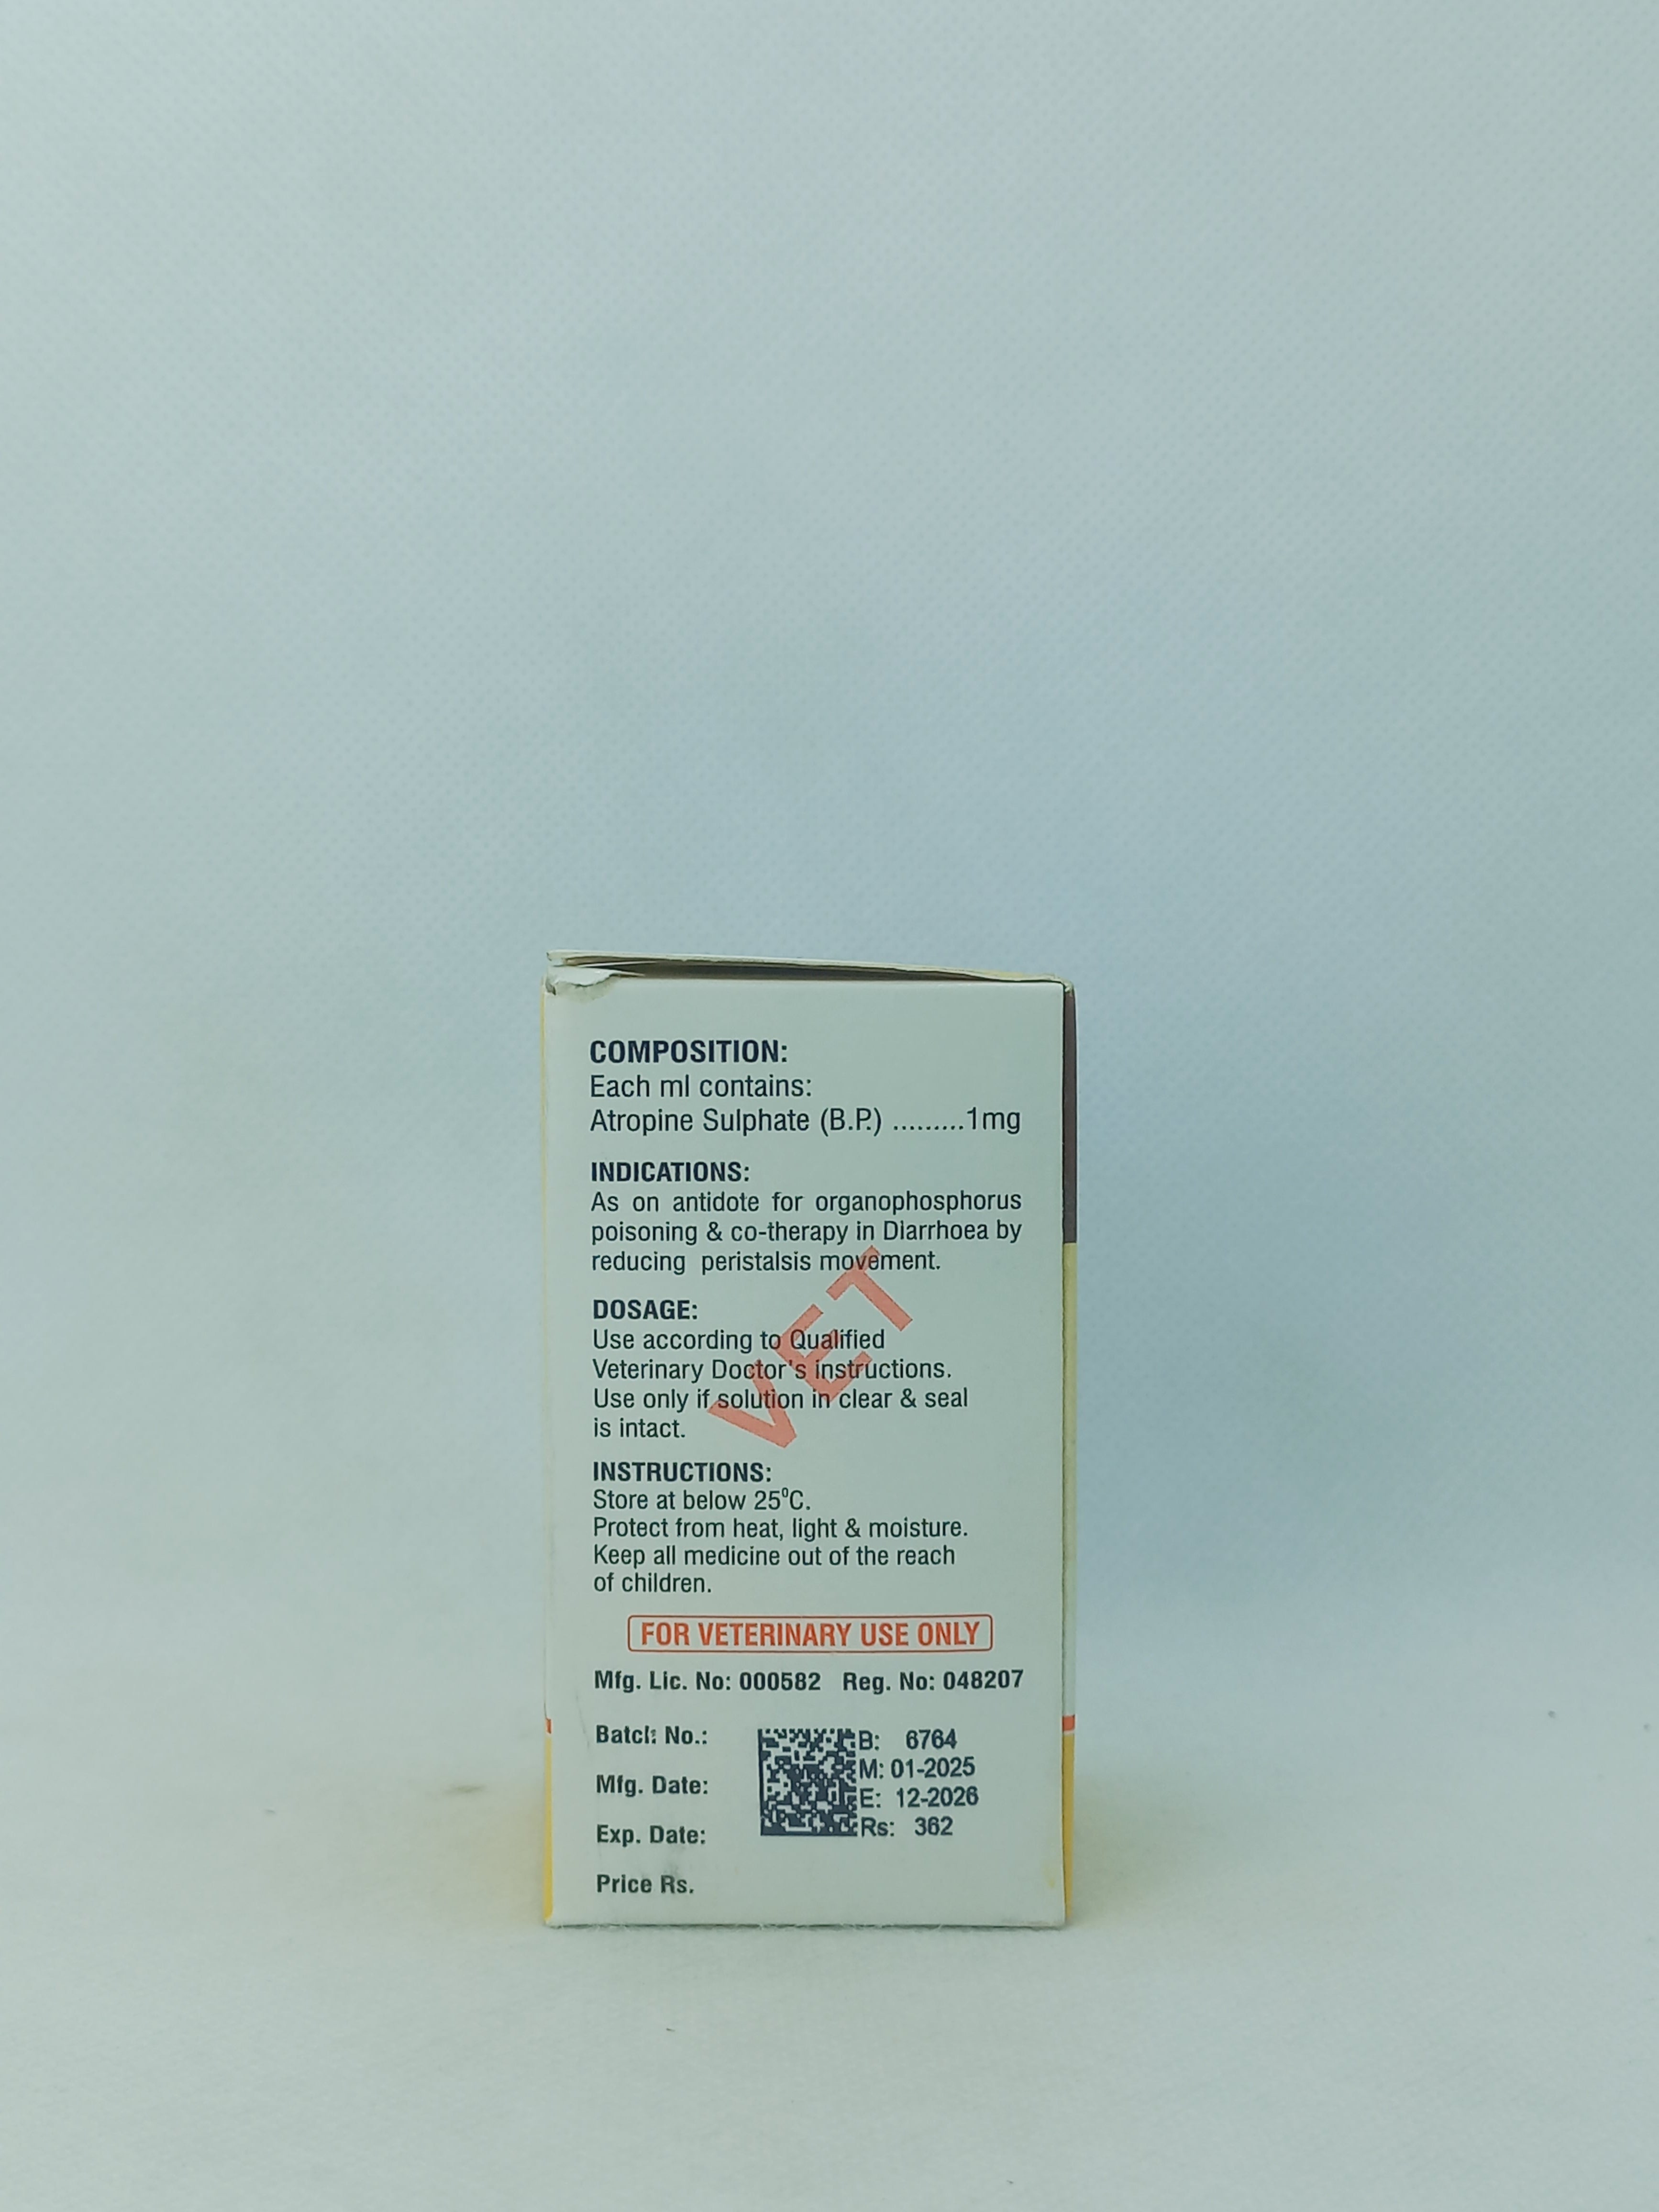 COMPOSITION:
Each ml contains:
Atropine Sulphate (B.P.) .........1mg
INDICATIONS:
As on antidote for organophosphorus
poisoning & co-therapy in Diarrhoea by
reducing peristalsis movement.
DOSAGE:
Use according to Qualified
Veterinary Doctor's instructions.
Use only if solution in clear & seal
is intact.
VET
INSTRUCTIONS:
Store at below 25⁰C.
Protect from heat, light & moisture.
Keep all medicine out of the reach
of children.
FOR VETERINARY USE ONLY
Mfg. Lic. No: 000582 Reg. No: 048207
Batch No.:
Mfg. Date:
Exp. Date:
Price Rs.
B: 6764
M: 01-2025
E: 12-2026
Rs: 362